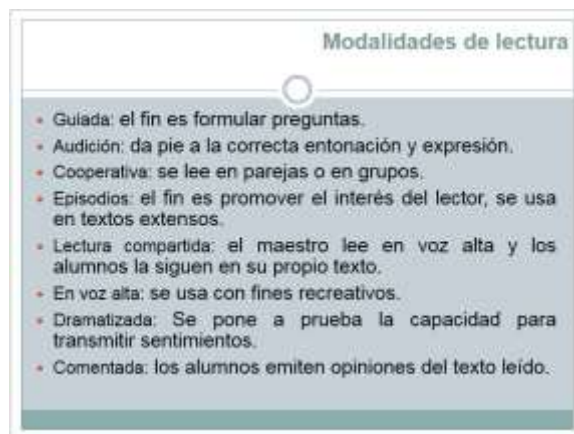 Modalidades de lectura
Guiada: el fin es formular preguntas.
Audición: da pie a la correcta entonación y expresión.
Cooperativa: se lee en parejas o en grupos.
Episodios: el fin es promover el interés del lector, se usa
en textos extensos.
Lectura compartida: el maestro lee en voz alta y los
alumnos la siguen en su propio texto.
En voz alta: se usa con fines recreativos.
Dramatizada: Se pone a prueba la capacidad para
transmitir sentimientos.
Comentada: los alumnos emiten opiniones del texto leído.